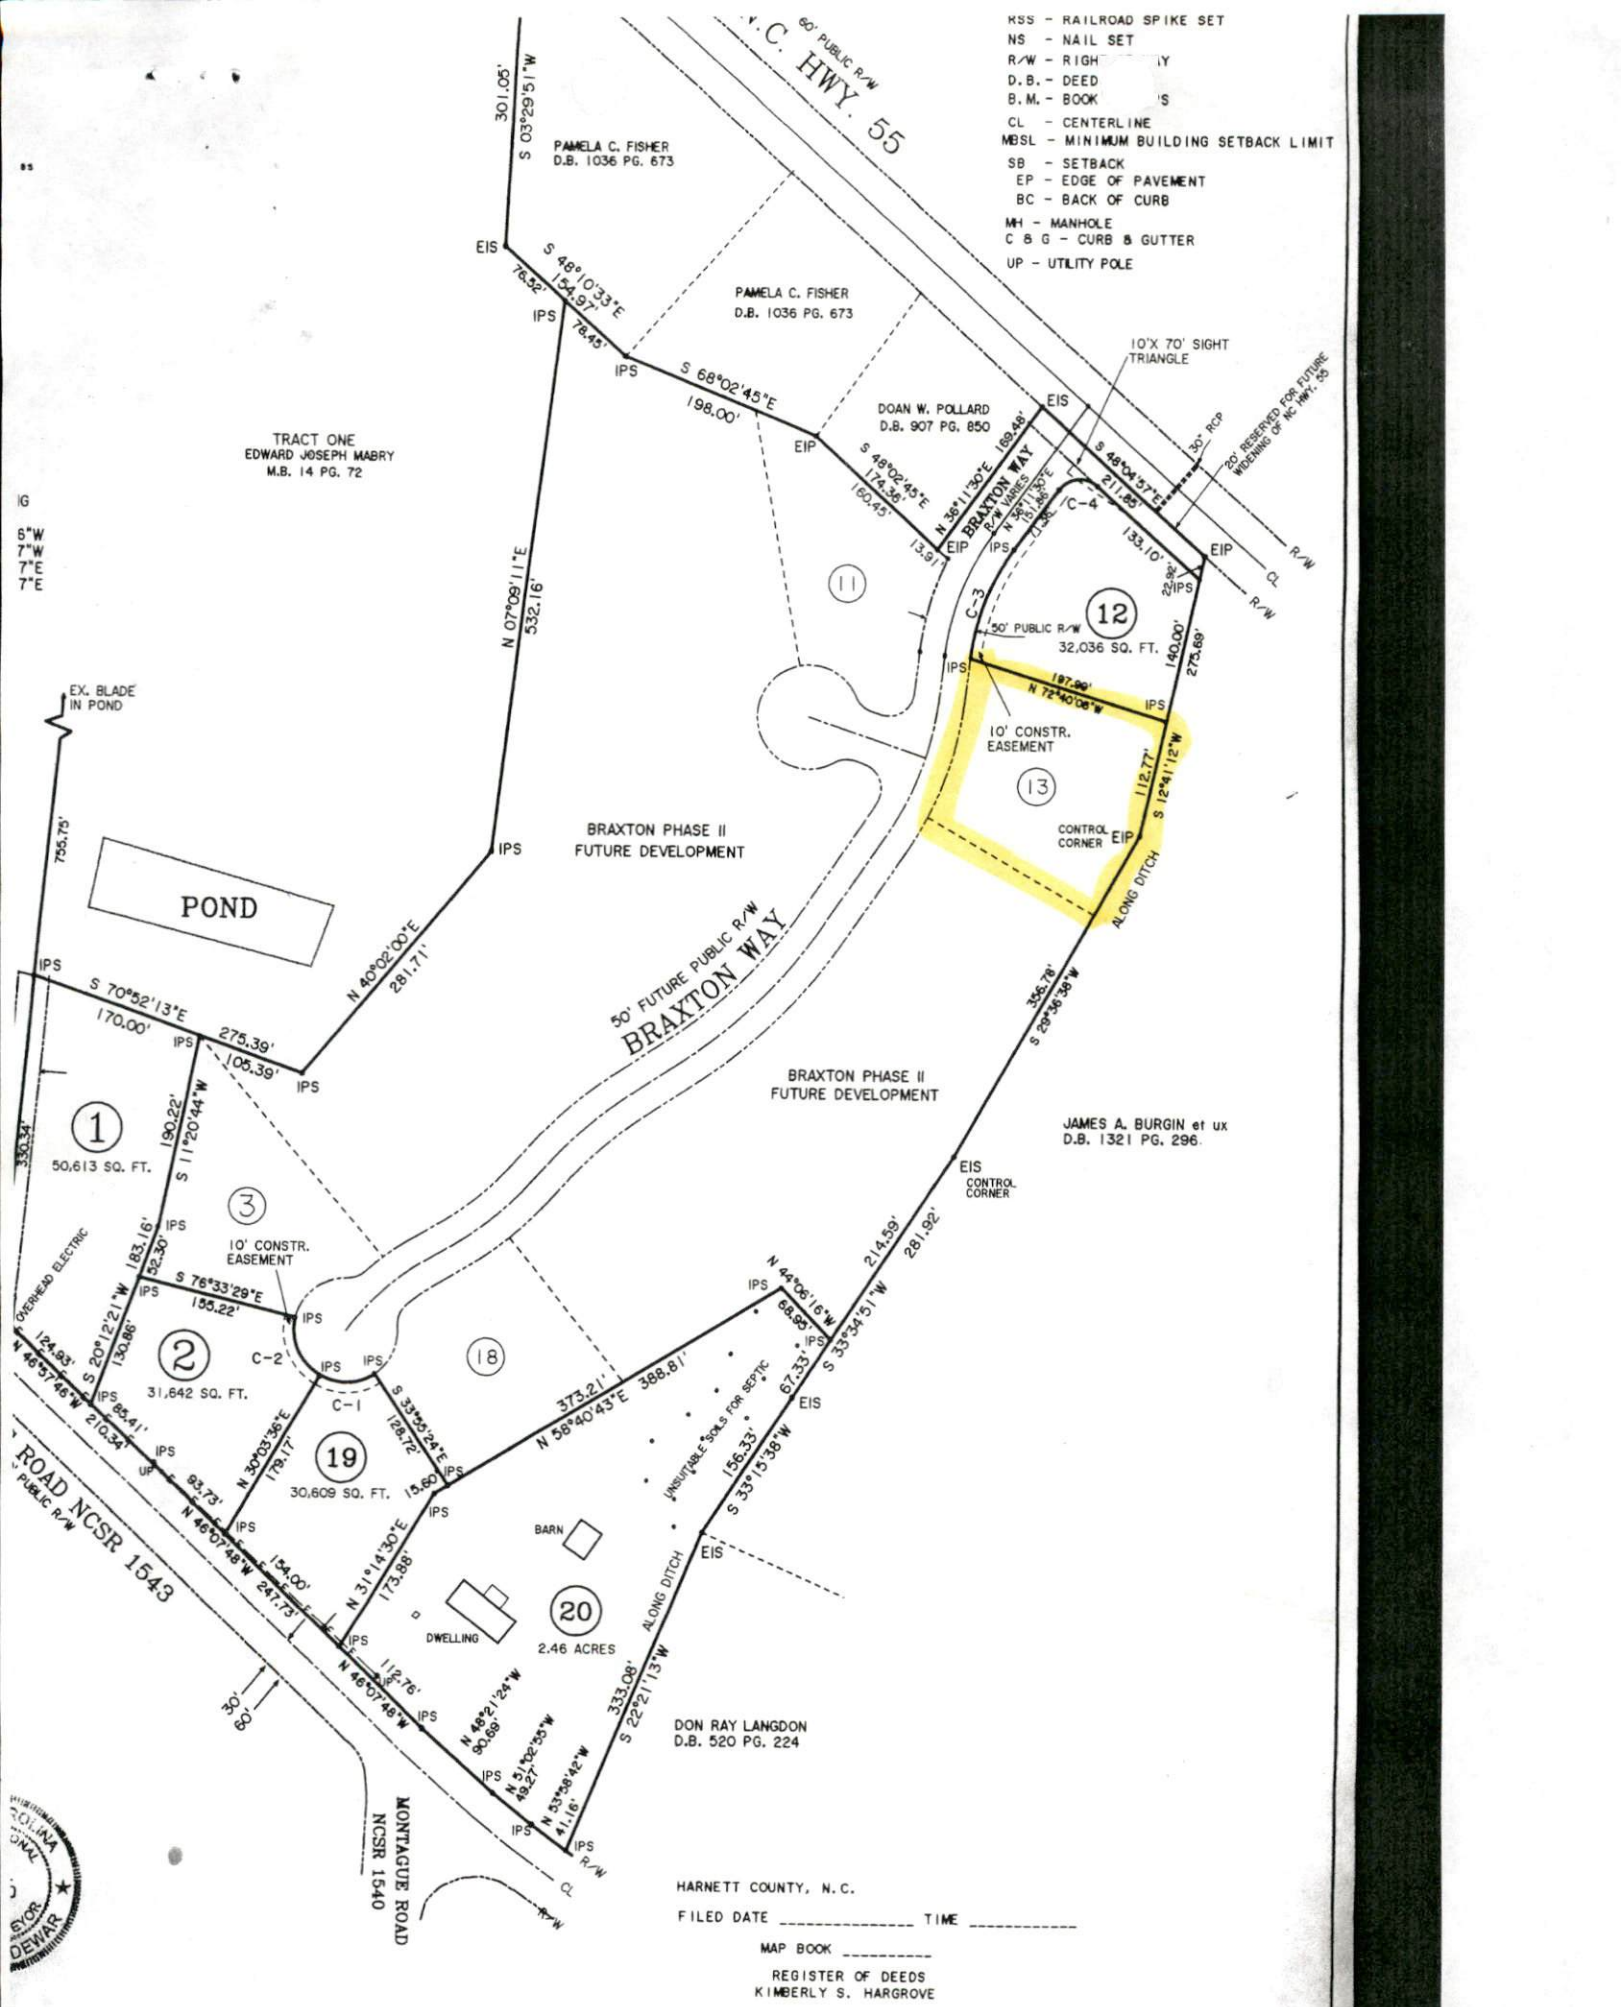 RSS - RAILROAD SPIKE SET
NS - NAIL SET
R/W - RIGH
D.B. - DEED
B.M. - BOOK
CL - CENTERLINE
MBSL - MINIMUM BUILDING SETBACK LIMIT
SB - SETBACK
EP - EDGE OF PAVEMENT
BC - BACK OF CURB
MH - MANHOLE
C & G - CURB & GUTTER
UP - UTILITY POLE
60' PUBLIC R/W
N.C. HWY. 55
301.05'
S 03°29'51"W
PAMELA C. FISHER
D.B. 1036 PG. 673
EIS
S 48°10'33"E
154.97'
76.52'
IPS
78.45'
IPS
PAMELA C. FISHER
D.B. 1036 PG. 673
S 68°02'45"E
198.00'
EIP
DOAN W. POLLARD
D.B. 907 PG. 850
S 48°02'45"E
174.36'
160.45'
13.91'
EIP
N 36°11'30"E 169.48'
BRAXTON WAY
R/W VARIES
N 36°11'30"E
151.86'
IPS
EIS
10'X 70' SIGHT
TRIANGLE
30" RCP
20' RESERVED FOR FUTURE
WIDENING OF NC HWY. 55
S 48°04'57"E
211.85'
C-4
133.10'
EIP
22.92'
IPS
R/W
CL
R/W
TRACT ONE
EDWARD JOSEPH MABRY
M.B. 14 PG. 72
IG
6"W
7"W
7"E
7"E
N 07°09'11"E
532.16'
11
C-3
50' PUBLIC R/W
12
32,036 SQ. FT.
140.00'
275.69'
IPS
197.99'
N 72°40'06"W
IPS
10' CONSTR.
EASEMENT
13
112.77'
S 12°41'12"W
CONTROL
CORNER
EIP
ALONG DITCH
EX. BLADE
IN POND
755.75'
POND
IPS
BRAXTON PHASE II
FUTURE DEVELOPMENT
50' FUTURE PUBLIC R/W
BRAXTON WAY
N 40°02'00"E
281.71'
356.78'
S 29°36'38"W
IPS
S 70°52'13"E
170.00'
IPS
275.39'
105.39'
IPS
BRAXTON PHASE II
FUTURE DEVELOPMENT
JAMES A. BURGIN et ux
D.B. 1321 PG. 296
1
50,613 SQ. FT.
330.34'
190.22'
S 11°20'44"W
IPS
EIS
CONTROL
CORNER
3
10' CONSTR.
EASEMENT
OVERHEAD ELECTRIC
183.16'
52.30'
IPS
S 76°33'29"E
155.22'
IPS
S 20°12'21"W
130.86'
2
31,642 SQ. FT.
C-2
IPS
IPS
C-1
18
214.59'
281.92'
S 33°34'51"W
N 44°06'16"W
68.95'
IPS
IPS
67.33'
EIS
124.93'
N 46°57'46"W
IPS
85.41'
210.34'
IPS
UP
93.73'
N 46°07'48"W
N 30°03'36"E
179.17'
IPS
19
30,609 SQ. FT.
S 33°55'24"E
128.72'
IPS
15.60'
IPS
373.21'
N 58°40'43"E 388.81'
UNSUITABLE SOILS FOR SEPTIC
156.33'
S 33°15'38"W
EIS
ROAD NCSR 1543
PUBLIC R/W
154.00'
247.73'
N 31°14'30"E
173.88'
IPS
BARN
DWELLING
20
2.46 ACRES
ALONG DITCH
333.08'
S 22°21'13"W
30'
60'
N 46°07'48"W
112.76'
UP
IPS
N 48°21'24"W
90.69'
IPS
N 51°02'55"W
49.27'
IPS
N 53°58'42"W
41.16'
IPS
R/W
CL
R/W
DON RAY LANGDON
D.B. 520 PG. 224
MONTAGUE ROAD
NCSR 1540
HARNETT COUNTY, N.C.
FILED DATE TIME
MAP BOOK
REGISTER OF DEEDS
KIMBERLY S. HARGROVE